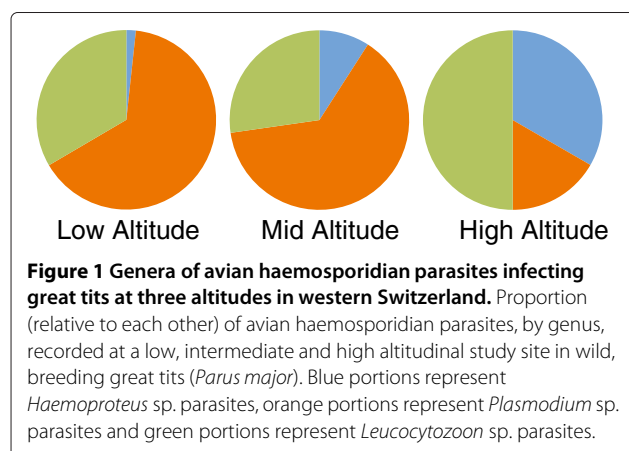 Low Altitude Mid Altitude High Altitude
Figure 1 Genera of avian haemosporidian parasites infecting
great tits at three altitudes in western Switzerland. Proportion
(relative to each other) of avian haemosporidian parasites, by genus,
recorded at a low, intermediate and high altitudinal study site in wild,
breeding great tits (Parus major). Blue portions represent
Haemoproteus sp. parasites, orange portions represent Plasmodium sp.
parasites and green portions represent Leucocytozoon sp. parasites.